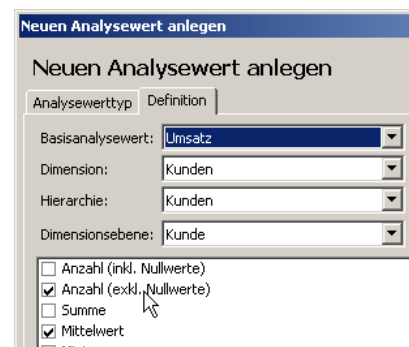 Neuen Analysewert anlegen
Neuen Analysewert anlegen
Analysewerttyp Definition
Basisanalysewert: Umsatz
Dimension: Kunden
Hierarchie: Kunden
Dimensionsebene: Kunde
Anzahl (inkl. Nullwerte)
Anzahl (exkl. Nullwerte)
Summe
Mittelwert